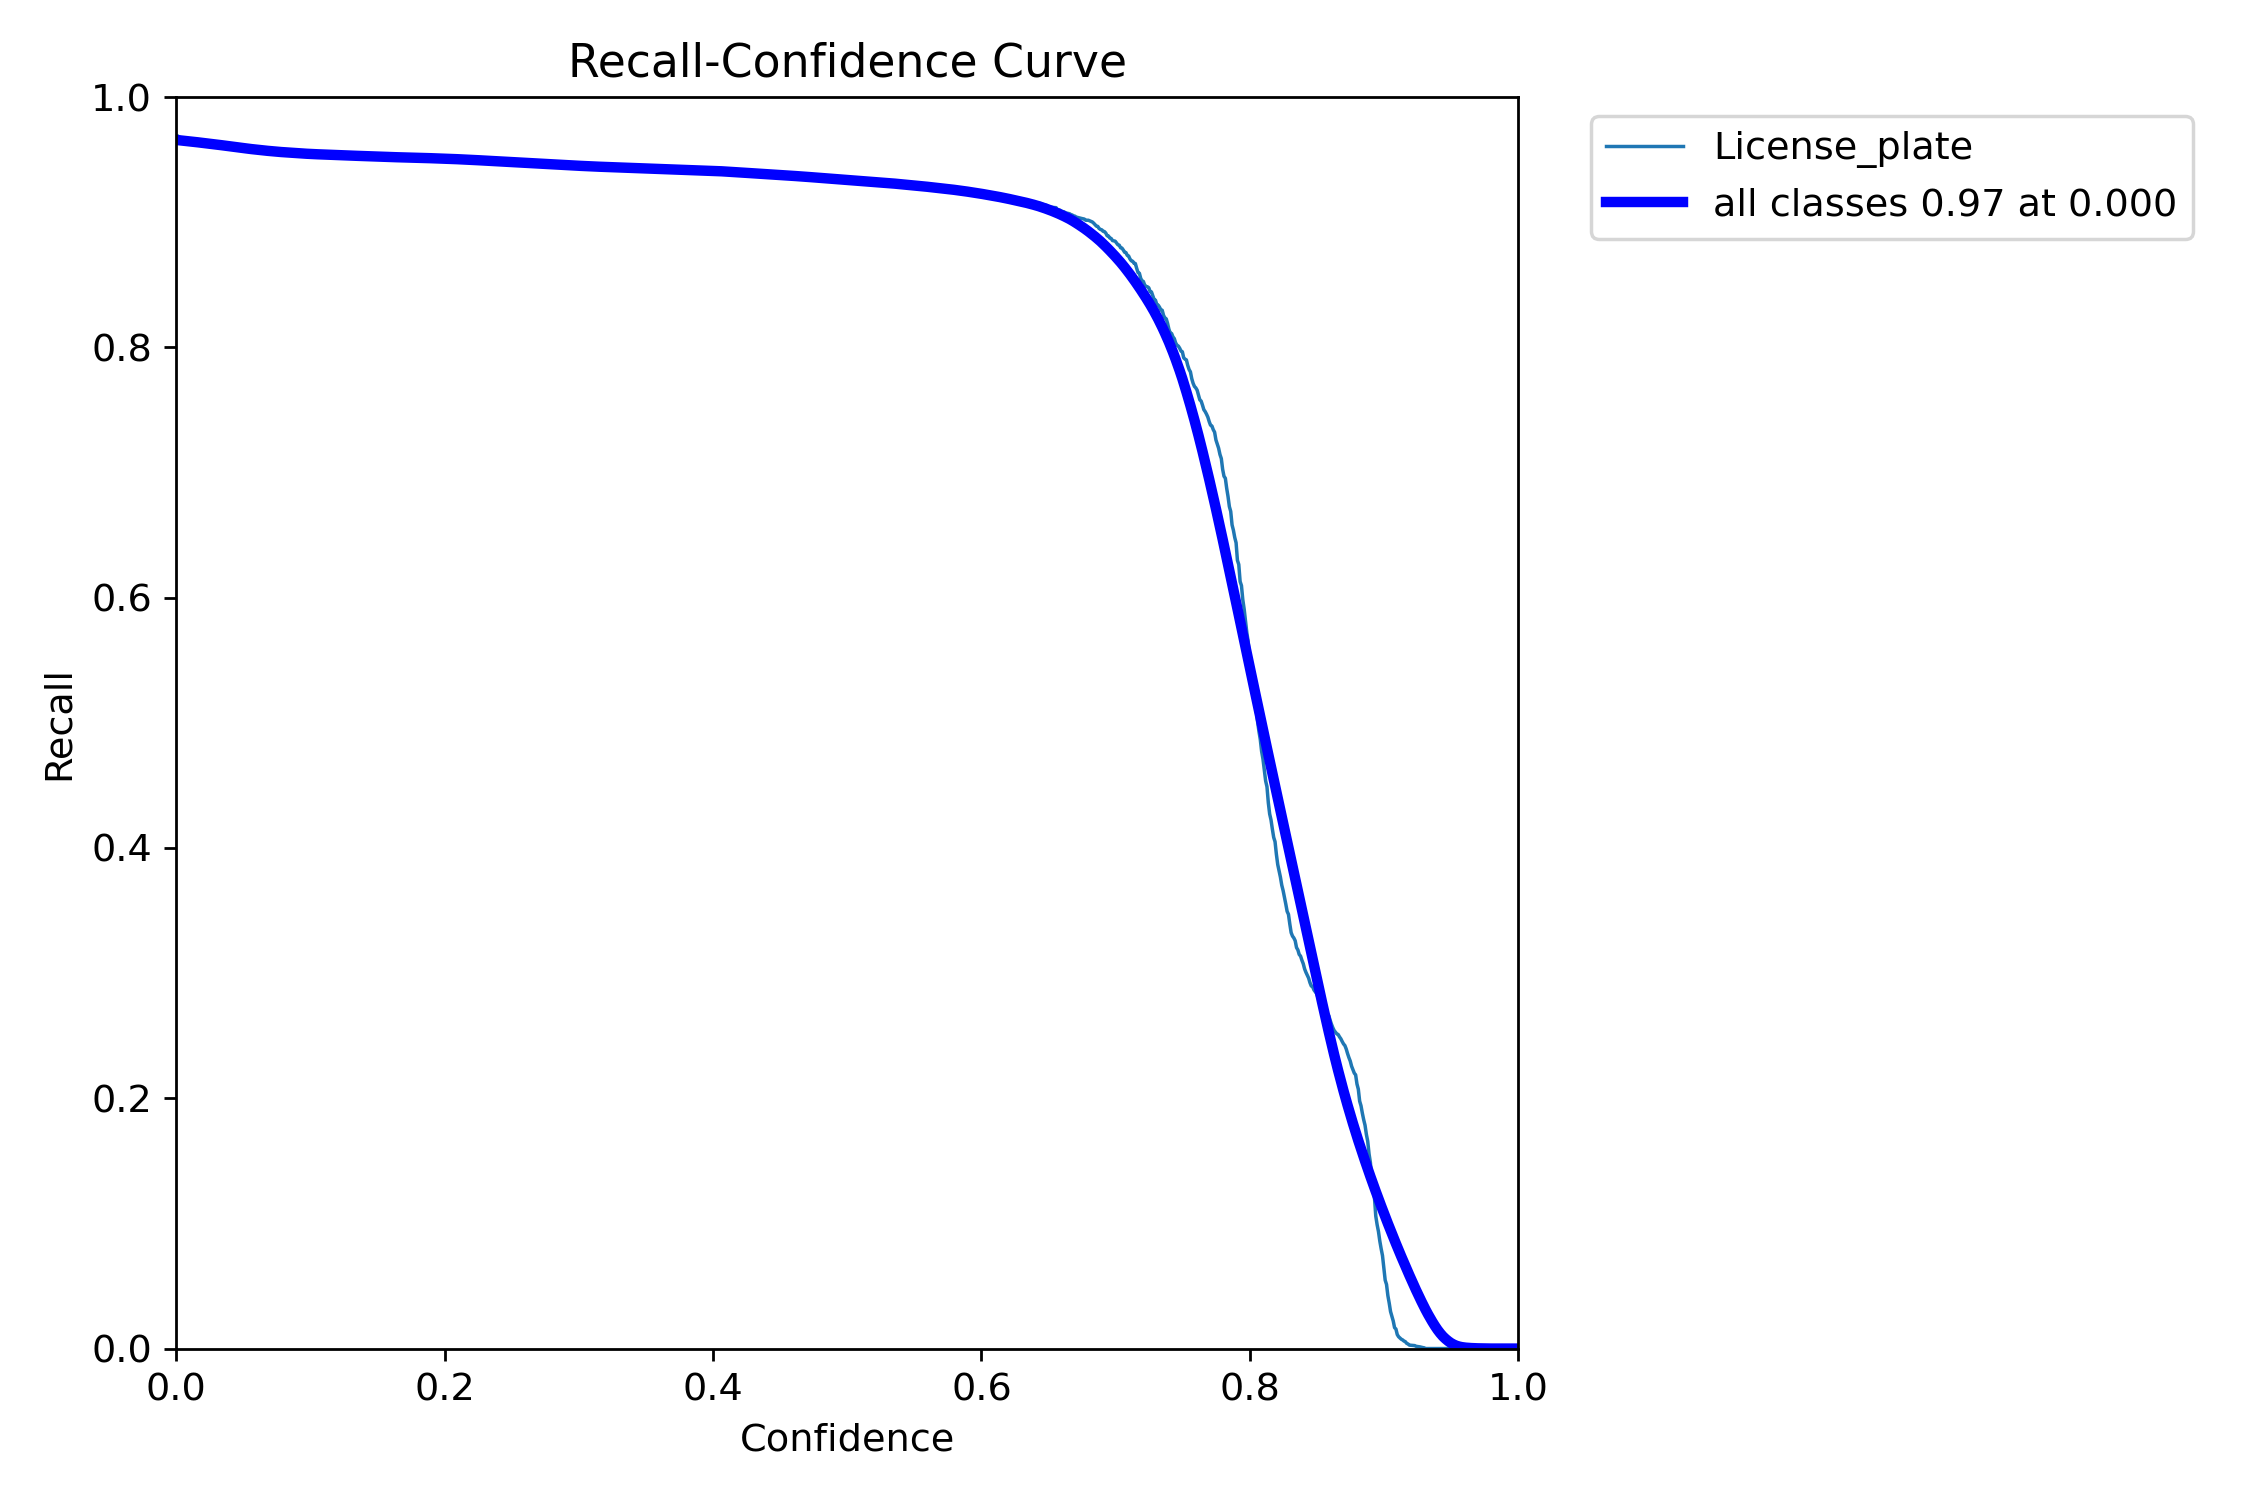 Recall-Confidence Curve
1.0
0.8
0.6
0.4
0.2
0.0
Recall
0.0 0.2 0.4 0.6 0.8 1.0
Confidence
License_plate
all classes 0.97 at 0.000